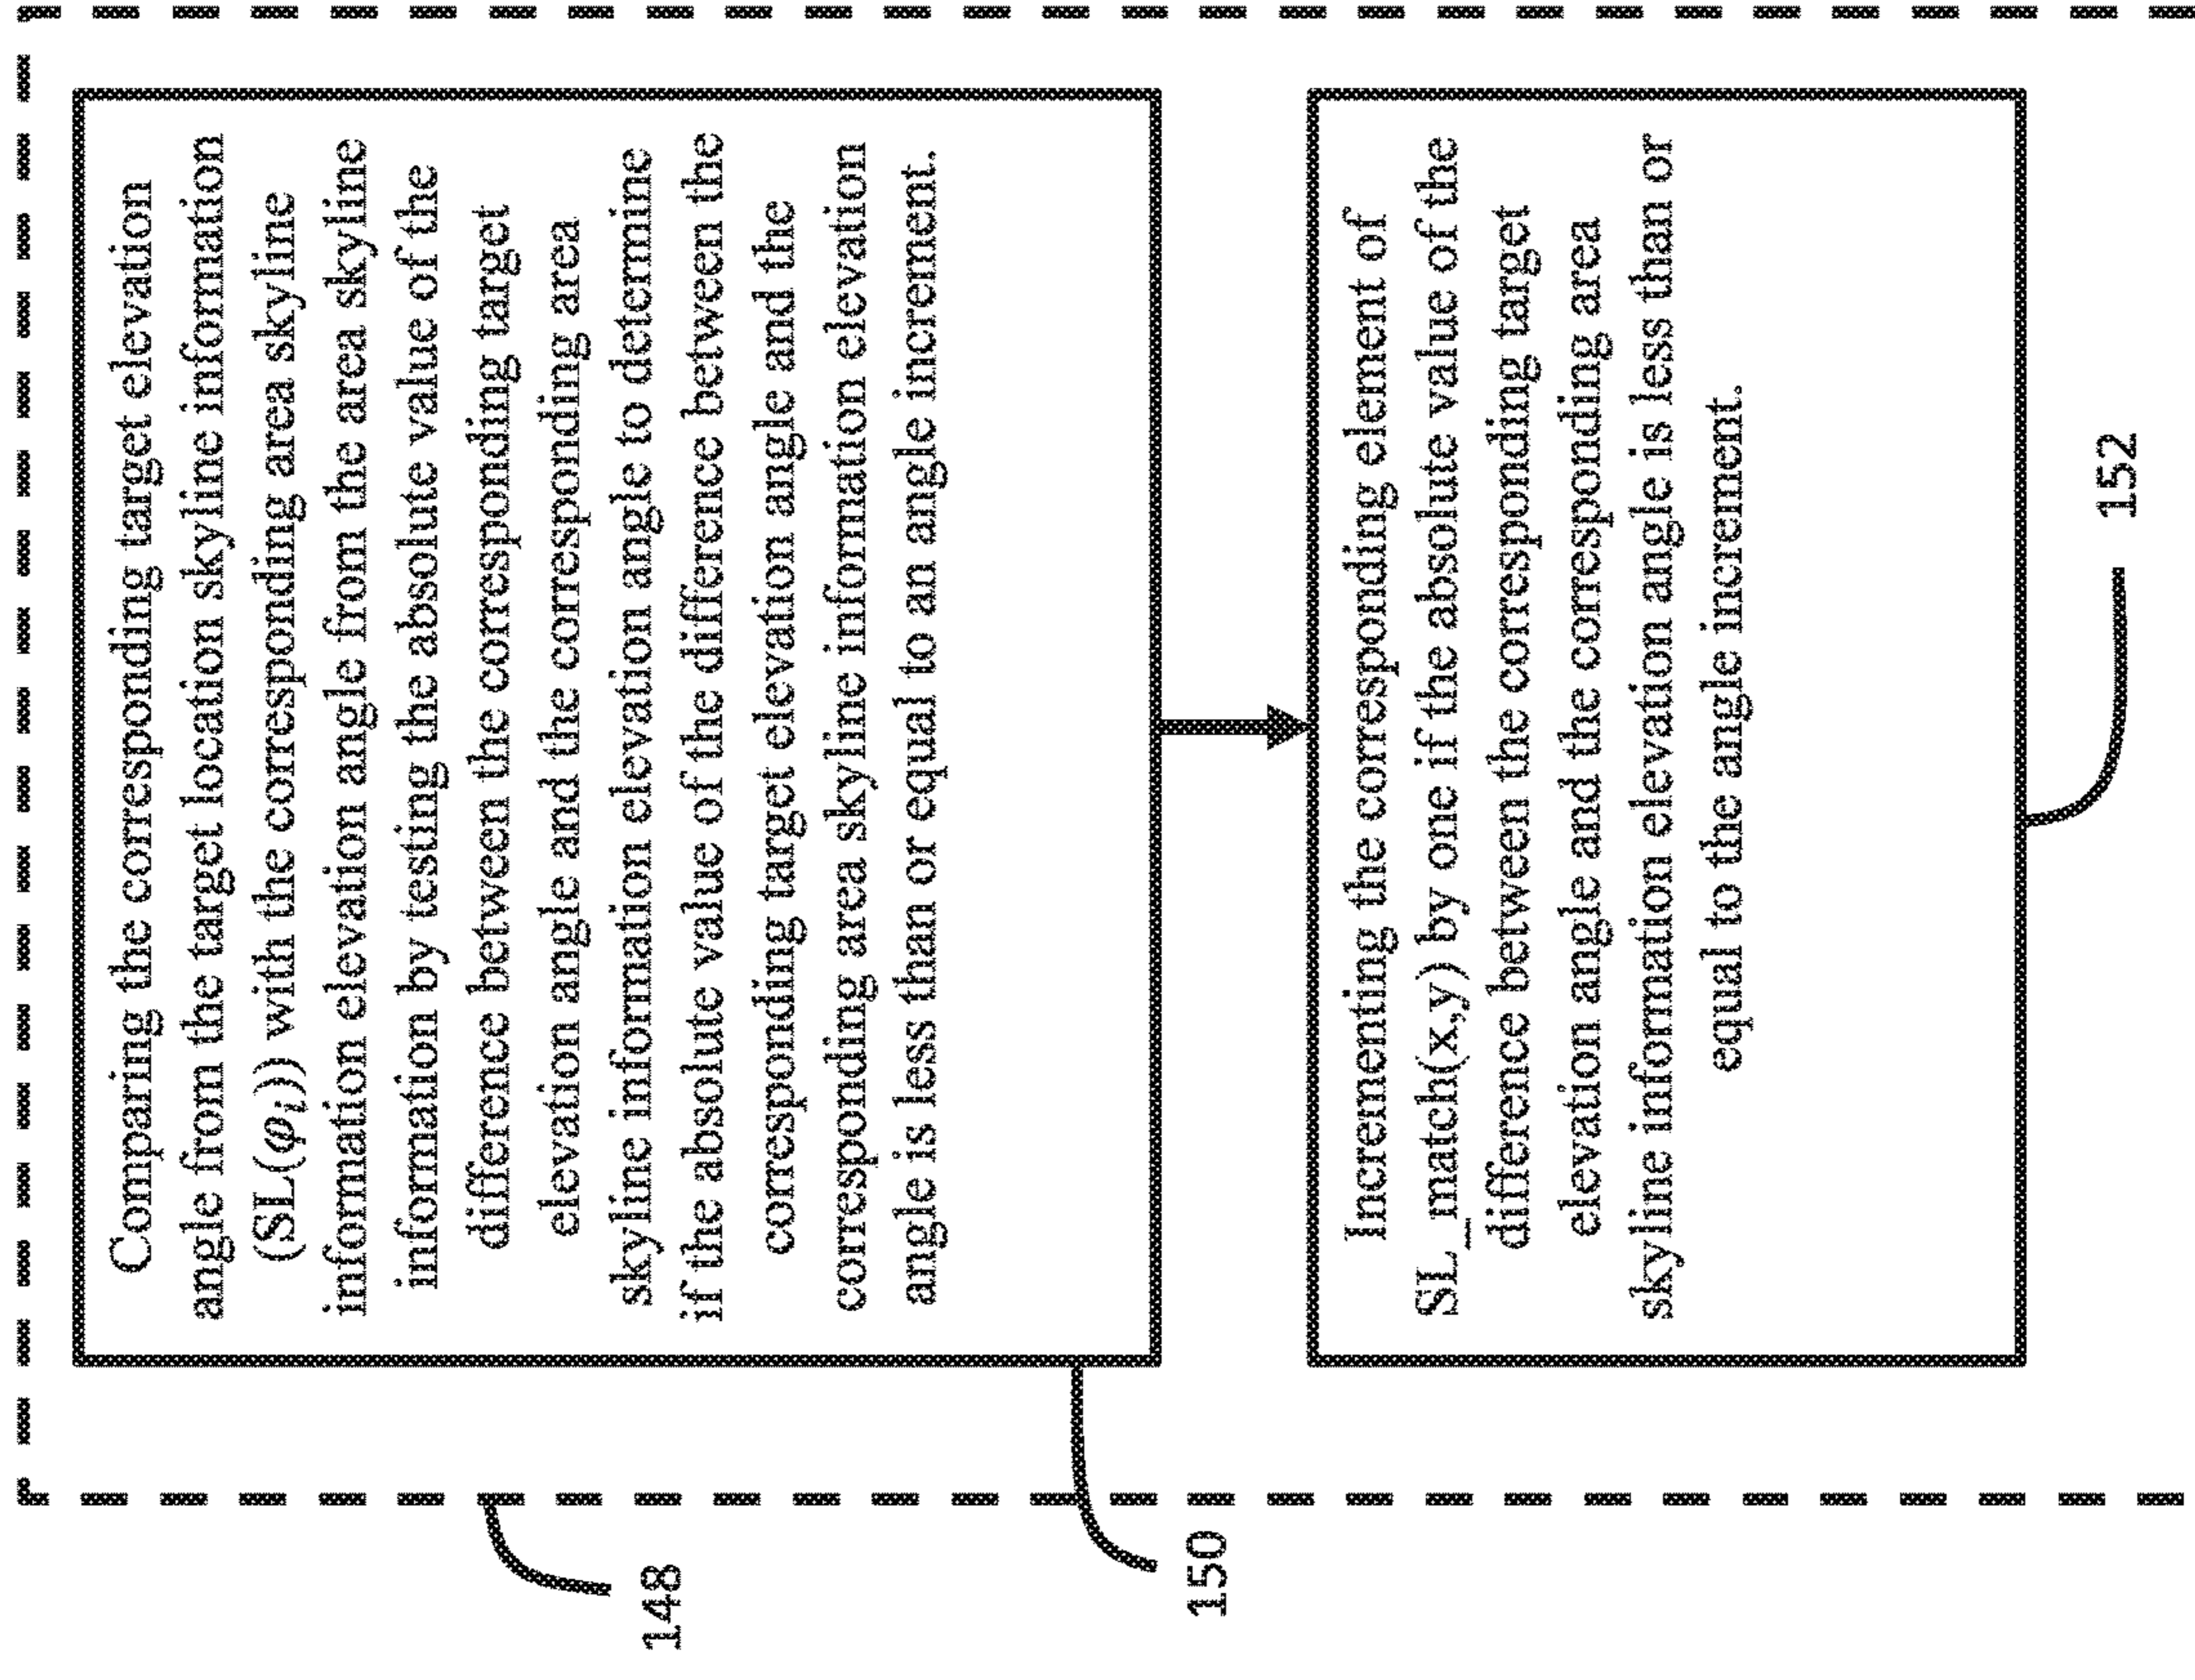 Comparing the corresponding target elevation
angle from the target location skyline information
(SL(φᵢ)) with the corresponding area skyline
information elevation angle from the area skyline
information by testing the absolute value of the
difference between the corresponding target
elevation angle and the corresponding area
skyline information elevation angle to determine
if the absolute value of the difference between the
corresponding target elevation angle and the
corresponding area skyline information elevation
angle is less than or equal to an angle increment.
Incrementing the corresponding element of
SL_match(x,y) by one if the absolute value of the
difference between the corresponding target
elevation angle and the corresponding area
skyline information elevation angle is less than or
equal to the angle increment.
148
150
152